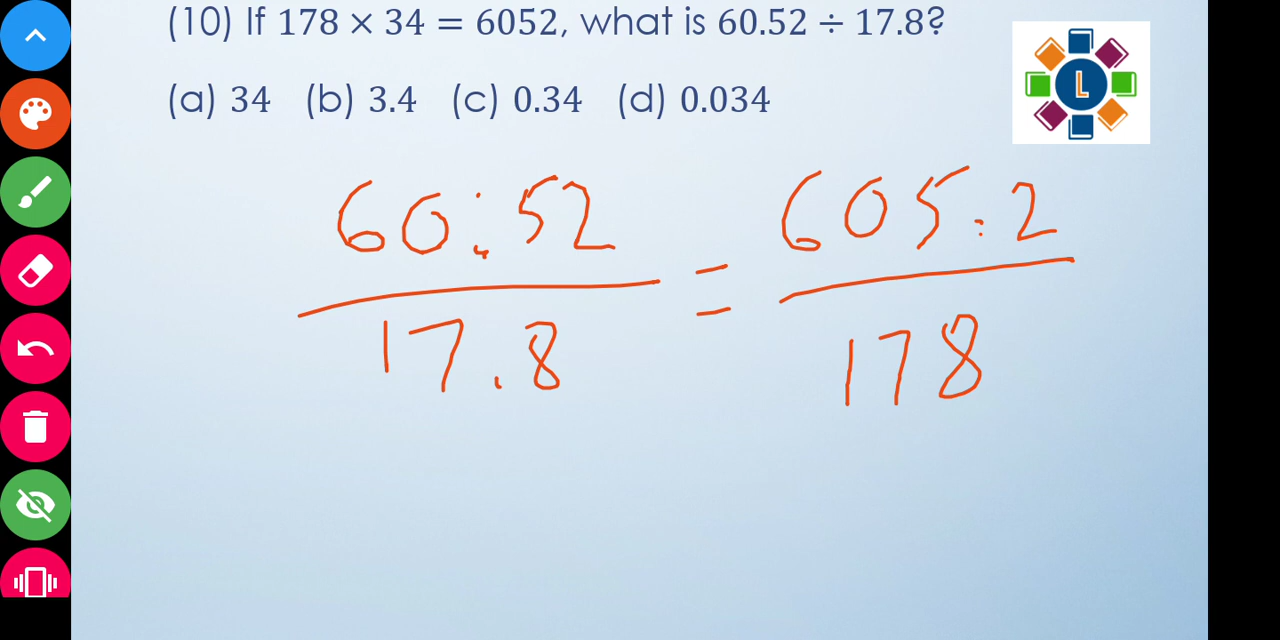 (10) If 178 × 34 = 6052, what is 60.52 ÷ 17.8?
(a) 34 (b) 3.4 (c) 0.34 (d) 0.034
L
60.52 = 605.2
17.8 178